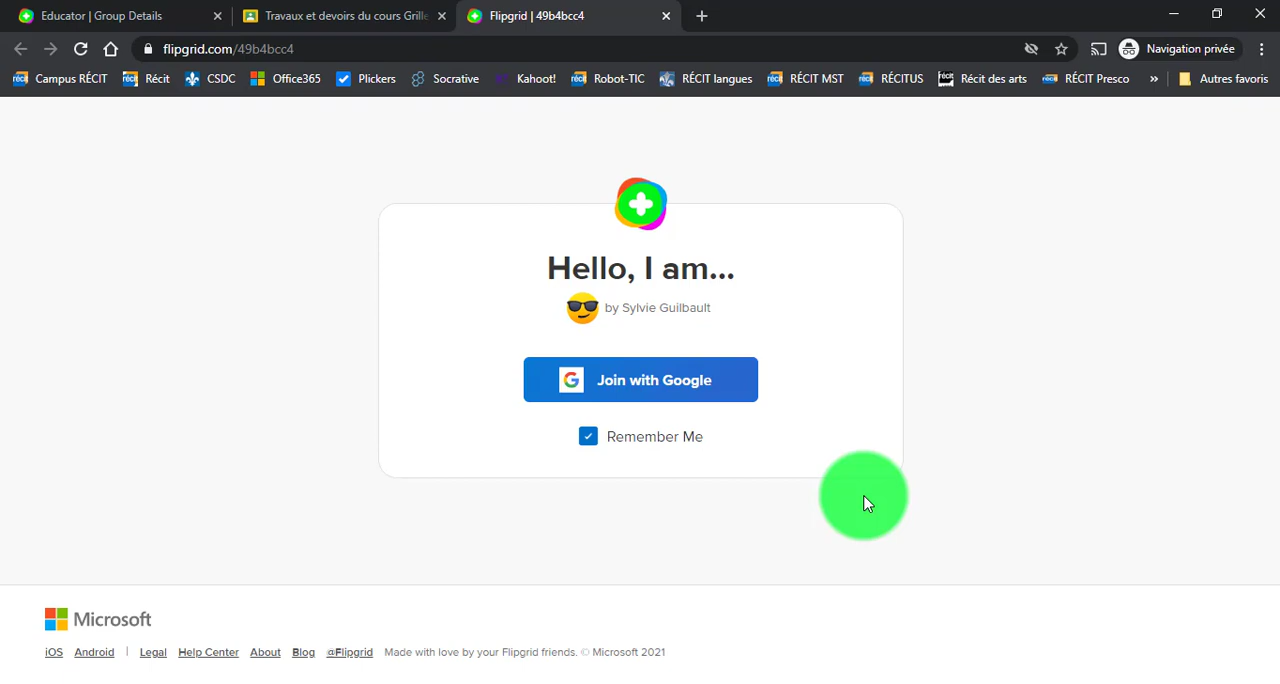 Educator | Group Details
Travaux et devoirs du cours Grille
Flipgrid | 49b4bcc4
flipgrid.com/49b4bcc4
Navigation privée
Campus RÉCIT
Récit
CSDC
Office365
Plickers
Socrative
Kahoot!
Robot-TIC
RÉCIT langues
RÉCIT MST
RÉCITUS
Récit des arts
RÉCIT Presco
»
Autres favoris
Hello, I am...
by Sylvie Guilbault
Join with Google
Remember Me
Microsoft
iOS Android | Legal Help Center About Blog @Flipgrid Made with love by your Flipgrid friends. © Microsoft 2021